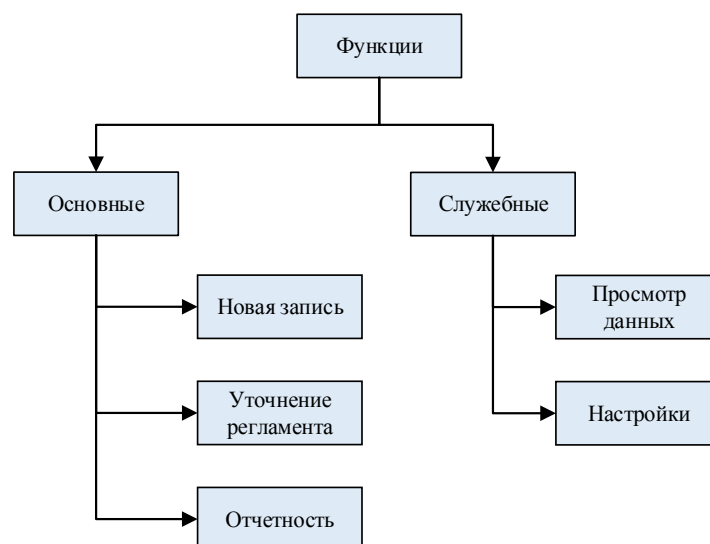 Функции
Основные
Служебные
Новая запись
Просмотр
данных
Уточнение
регламента
Настройки
Отчетность